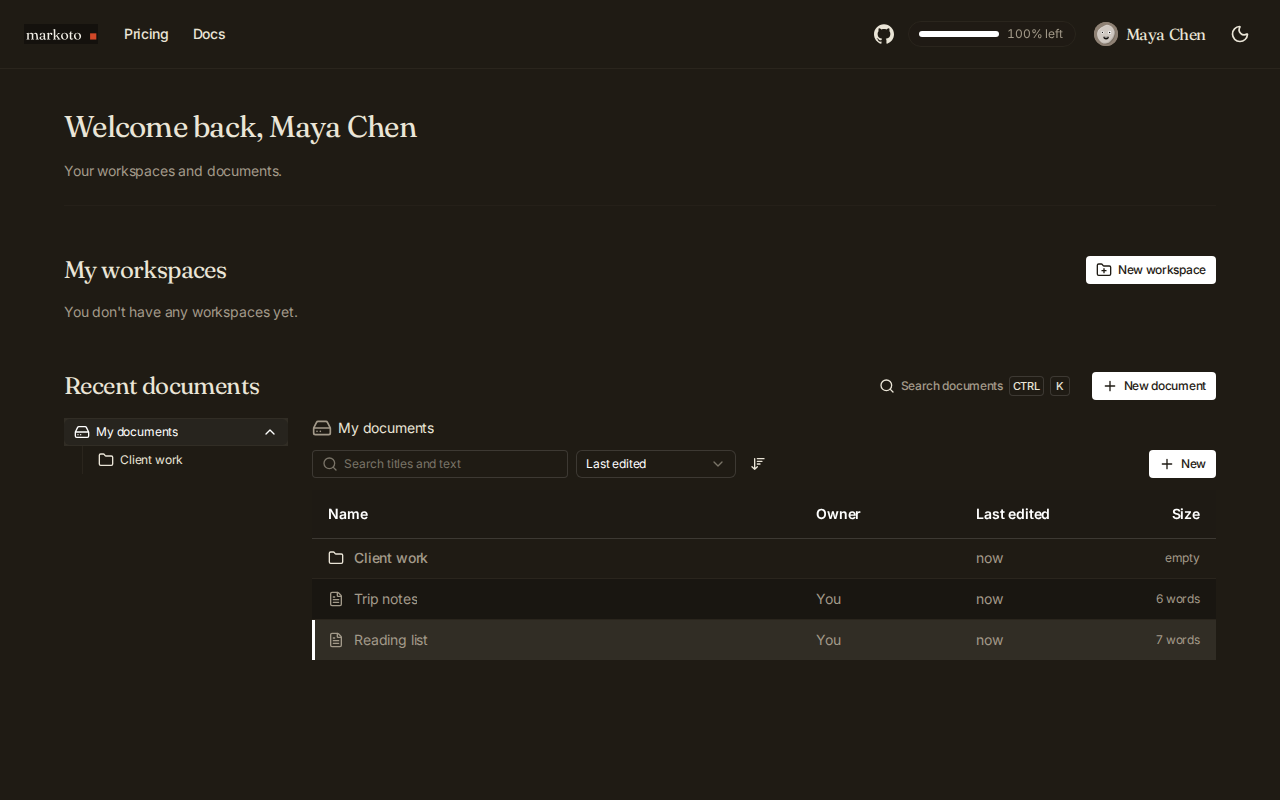 markoto Pricing Docs 100% left Maya Chen
Welcome back, Maya Chen
Your workspaces and documents.
My workspaces New workspace
You don't have any workspaces yet.
Recent documents Search documents CTRL K New document
My documents
Client work
My documents
Search titles and text Last edited New
Name Owner Last edited Size
Client work now empty
Trip notes You now 6 words
Reading list You now 7 words